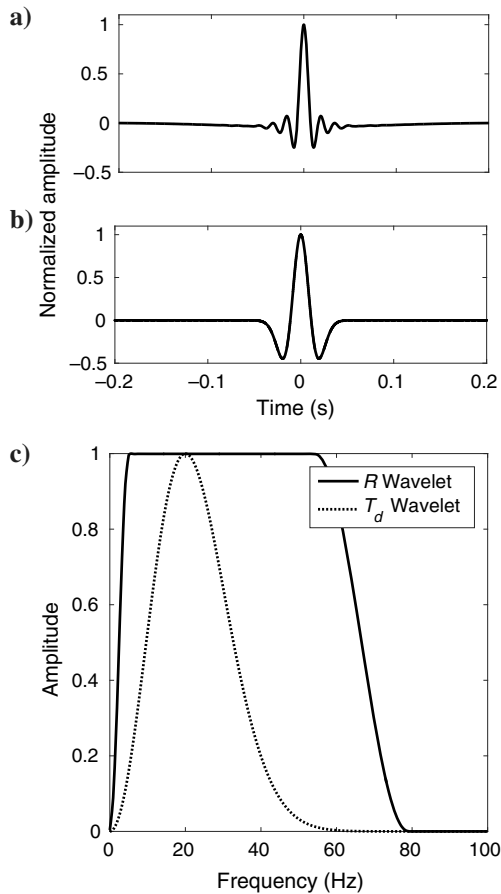 a)
1
0.5
0
–0.5
b)
1
0.5
0
–0.5
–0.2
–0.1
0
0.1
0.2
Normalized amplitude
Time (s)
c)
1
0.8
0.6
0.4
0.2
0
R Wavelet
T_d Wavelet
Amplitude
0
20
40
60
80
100
Frequency (Hz)